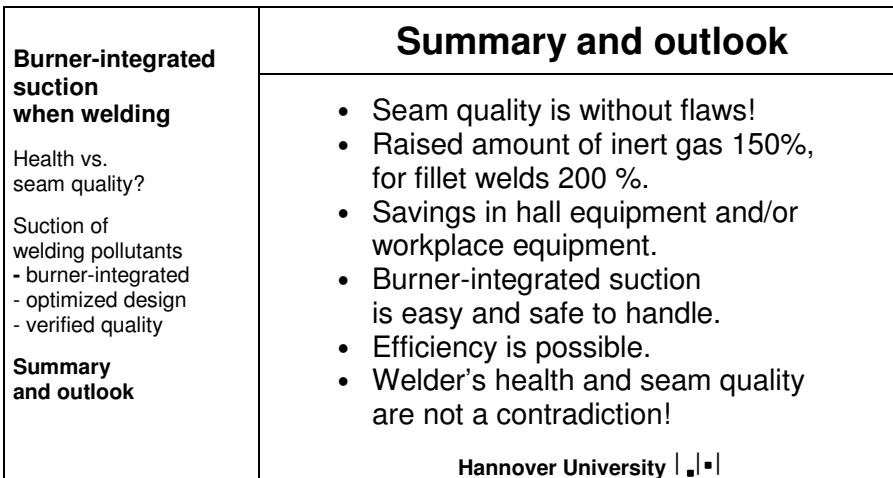 Burner-integrated
suction
when welding
Health vs.
seam quality?
Suction of
welding pollutants
- burner-integrated
- optimized design
- verified quality
Summary
and outlook
Summary and outlook
• Seam quality is without flaws!
• Raised amount of inert gas 150%,
for fillet welds 200 %.
• Savings in hall equipment and/or
workplace equipment.
• Burner-integrated suction
is easy and safe to handle.
• Efficiency is possible.
• Welder's health and seam quality
are not a contradiction!
Hannover University